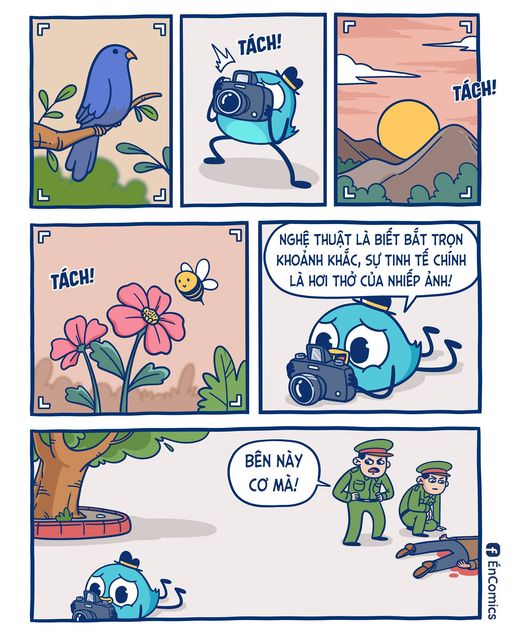 TÁCH!
TÁCH!
TÁCH!
NGHỆ THUẬT LÀ BIẾT BẮT TRỌN
KHOẢNH KHẮC, SỰ TINH TẾ CHÍNH
LÀ HƠI THỞ CỦA NHIẾP ẢNH!
BÊN NÀY
CƠ MÀ!
ÉnComics